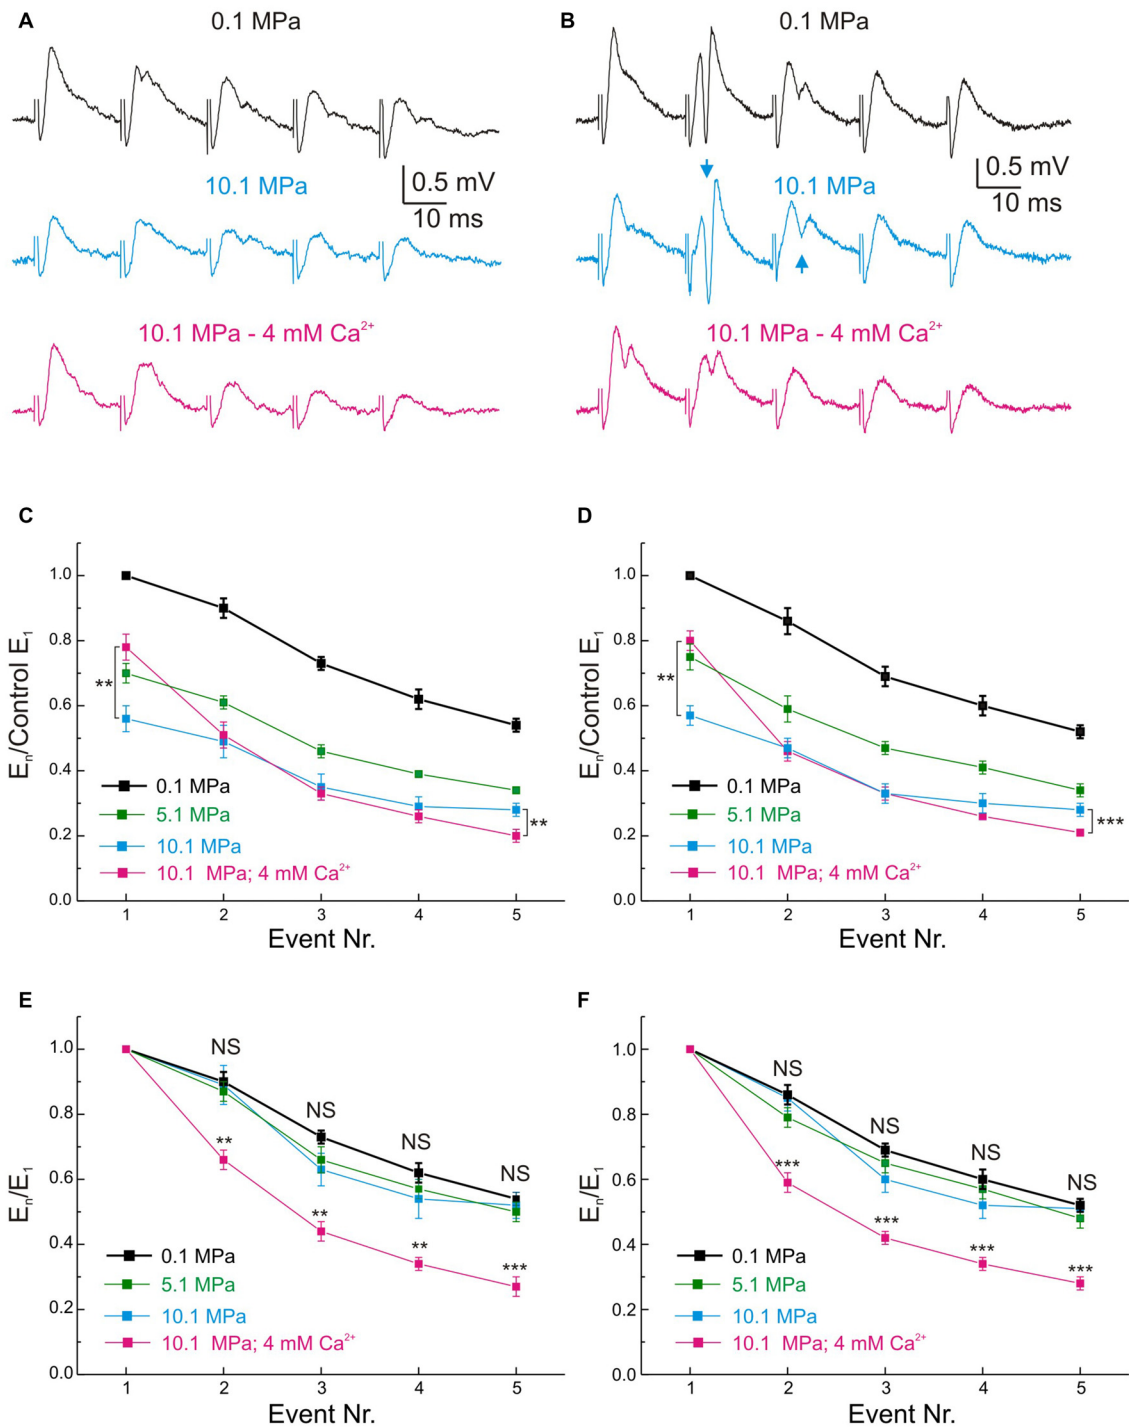 A
0.1 MPa
B
0.1 MPa
10.1 MPa
0.5 mV
10 ms
10.1 MPa
0.5 mV
10 ms
10.1 MPa - 4 mM Ca²⁺
10.1 MPa - 4 mM Ca²⁺
C
Eₙ/Control E₁
1.0
0.8
0.6
0.4
0.2
0.0
**
**
0.1 MPa
5.1 MPa
10.1 MPa
10.1 MPa; 4 mM Ca²⁺
1 2 3 4 5
Event Nr.
D
Eₙ/Control E₁
1.0
0.8
0.6
0.4
0.2
0.0
**
***
0.1 MPa
5.1 MPa
10.1 MPa
10.1 MPa; 4 mM Ca²⁺
1 2 3 4 5
Event Nr.
E
Eₙ/E₁
1.0
0.8
0.6
0.4
0.2
0.0
NS
NS
NS
NS
**
**
**
***
0.1 MPa
5.1 MPa
10.1 MPa
10.1 MPa; 4 mM Ca²⁺
1 2 3 4 5
Event Nr.
F
Eₙ/E₁
1.0
0.8
0.6
0.4
0.2
0.0
NS
NS
NS
NS
***
***
***
***
0.1 MPa
5.1 MPa
10.1 MPa
10.1 MPa; 4 mM Ca²⁺
1 2 3 4 5
Event Nr.